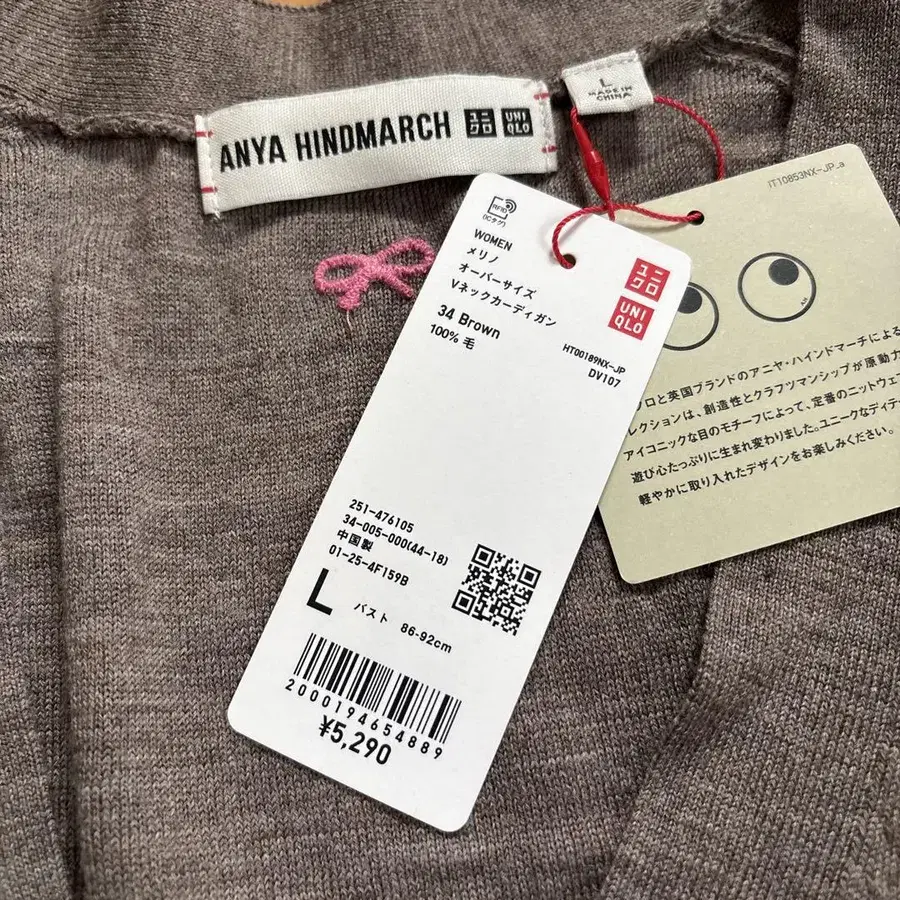 ANYA HINDMARCH ユニクロ UNIQLO
L
MADE IN
CHINA
RFID
(ICタグ)
WOMEN
メリノ
オーバーサイズ
Vネックカーディガン
34 Brown
100% 毛
ユニクロ
UNIQLO
HT00189NX-JP
DV107
251-476105
34-005-000(44-18)
中国製
01-25-4F159B
L バスト 86-92cm
2000194654889
¥5,290
IT10853NX-JP_a
AH
クロと英国ブランドのアニヤ・ハインドマーチによる
レクションは、創造性とクラフツマンシップが原動力
アイコニックな目のモチーフによって、定番のニットウェ
遊び心たっぷりに生まれ変わりました。ユニークなディテ
軽やかに取り入れたデザインをお楽しみください。